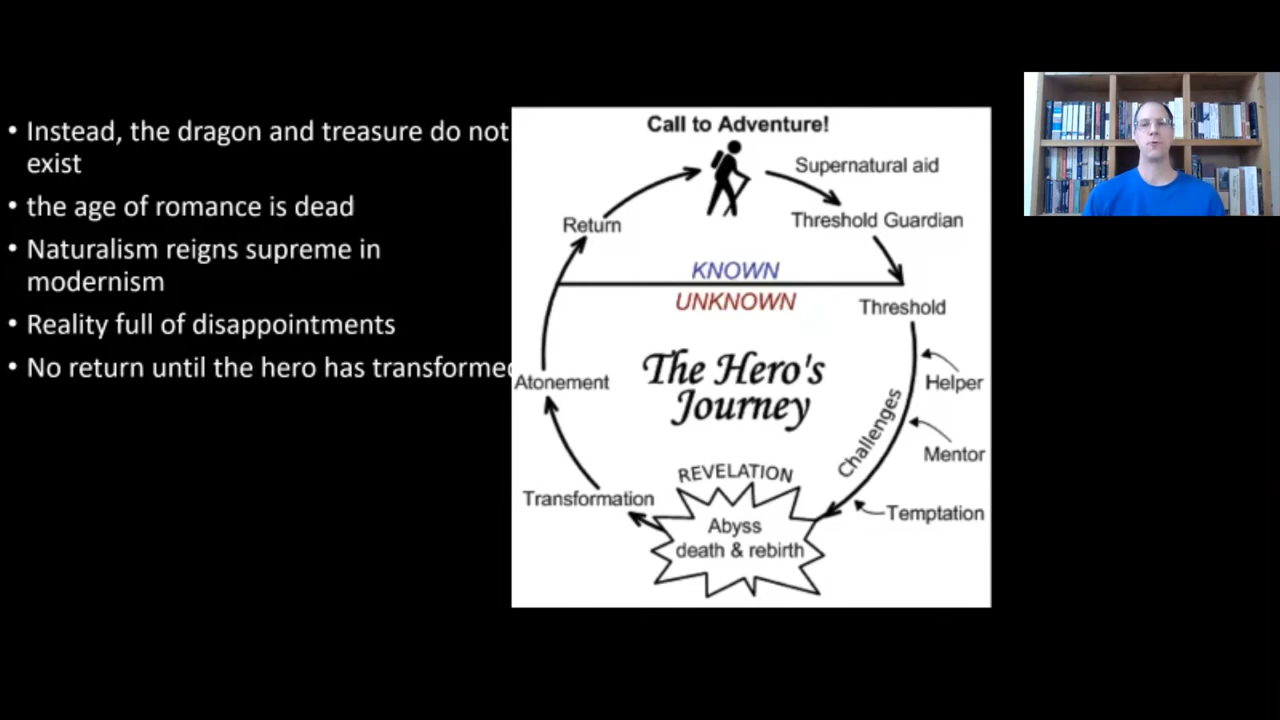 • Instead, the dragon and treasure do not
exist
• the age of romance is dead
• Naturalism reigns supreme in
modernism
• Reality full of disappointments
• No return until the hero has transformed
Call to Adventure!
Supernatural aid
Threshold Guardian
Return
KNOWN
UNKNOWN
Threshold
The Hero's
Journey
Helper
Challenges
Mentor
Temptation
REVELATION
Abyss
death & rebirth
Transformation
Atonement